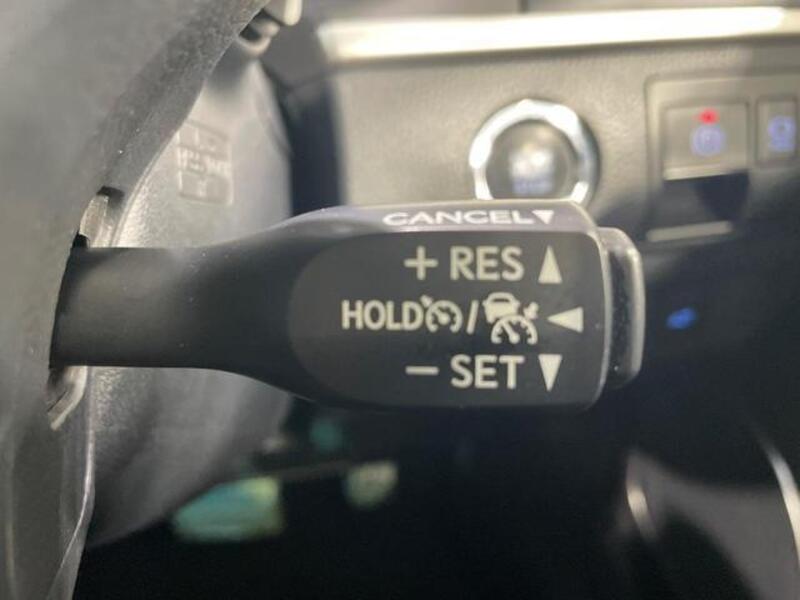 CANCEL▼
+ RES ▲
HOLD / ◀
− SET ▼